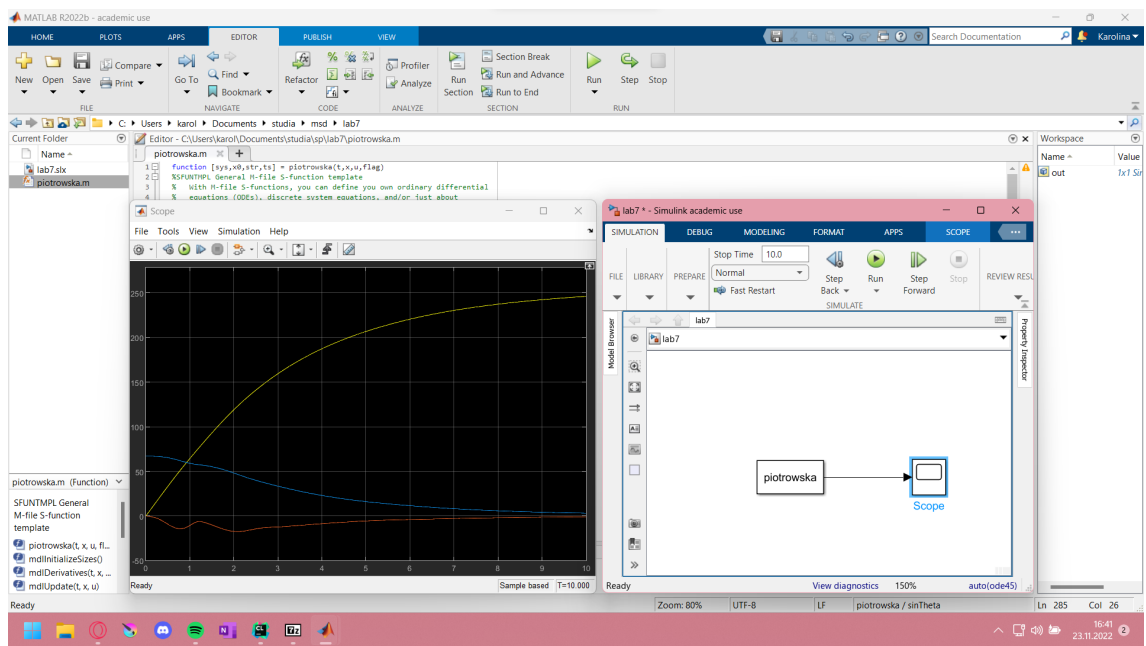 MATLAB R2022b - academic use
HOME PLOTS APPS EDITOR PUBLISH VIEW
Search Documentation
Karolina
New Open Save
Compare
Print
FILE
Go To
Find
Bookmark
NAVIGATE
Refactor
CODE
Profiler
Analyze
ANALYZE
Run Section
Section Break
Run and Advance
Run to End
SECTION
Run Step Stop
RUN
C: Users karol Documents studia msd lab7
Current Folder
Name
lab7.slx
piotrowska.m
Editor - C:\Users\karol\Documents\studia\sp\lab7\piotrowska.m
piotrowska.m
1 function [sys,x0,str,ts] = piotrowska(t,x,u,flag)
2 %SFUNTMPL General M-file S-function template
3 % With M-file S-functions, you can define you own ordinary differential
4 % equations (ODEs), discrete system equations, and/or just about
Workspace
Name Value
out
Scope
File Tools View Simulation Help
250
200
150
100
50
0
-50
0 1 2 3 4 5 6 7 8 9 10
Ready Sample based T=10.000
lab7 * - Simulink academic use
SIMULATION DEBUG MODELING FORMAT APPS SCOPE
FILE LIBRARY PREPARE
Stop Time 10.0
Normal
Fast Restart
Step Back
Run
Step Forward
Stop
SIMULATE
lab7
lab7
Model Browser
Property Inspector
piotrowska
Scope
Ready View diagnostics 150% auto(ode45)
piotrowska.m (Function)
SFUNTMPL General
M-file S-function
template
piotrowska(t, x, u, fl...
mdlInitializeSizes()
mdlDerivatives(t, x, ...
mdlUpdate(t, x, u)
Ready Zoom: 80% UTF-8 LF piotrowska / sinTheta Ln 285 Col 26
16:41
23.11.2022
2